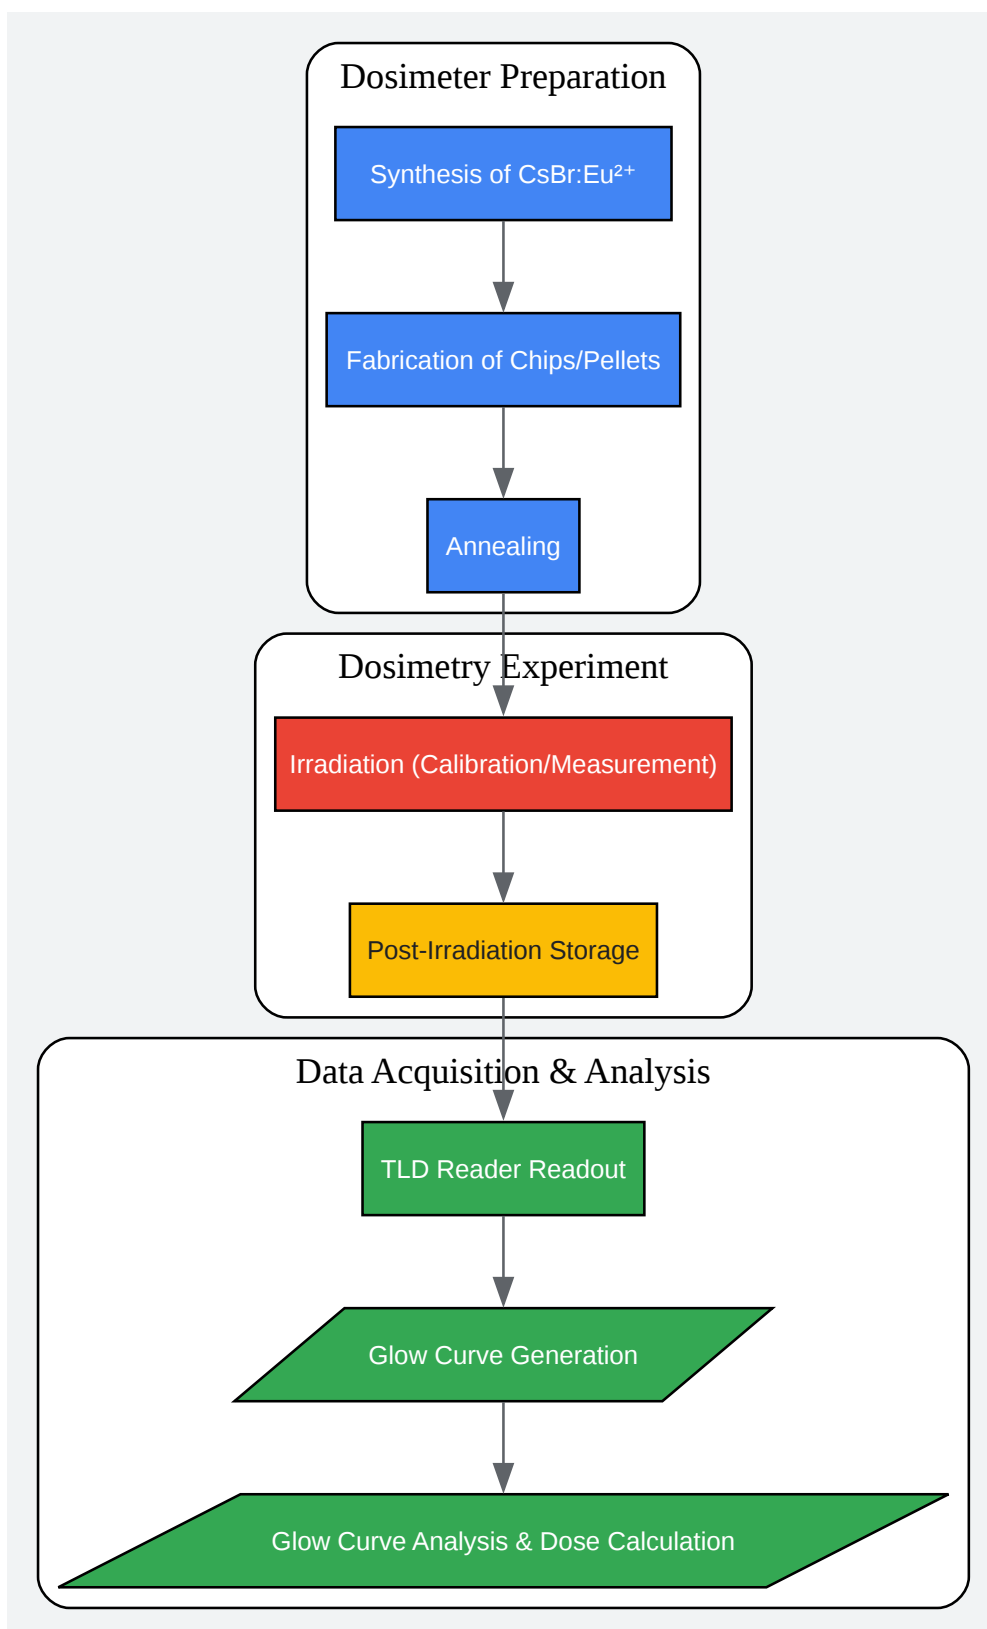 Dosimeter Preparation
Synthesis of CsBr:Eu²⁺
Fabrication of Chips/Pellets
Annealing
Dosimetry Experiment
Irradiation (Calibration/Measurement)
Post-Irradiation Storage
Data Acquisition & Analysis
TLD Reader Readout
Glow Curve Generation
Glow Curve Analysis & Dose Calculation